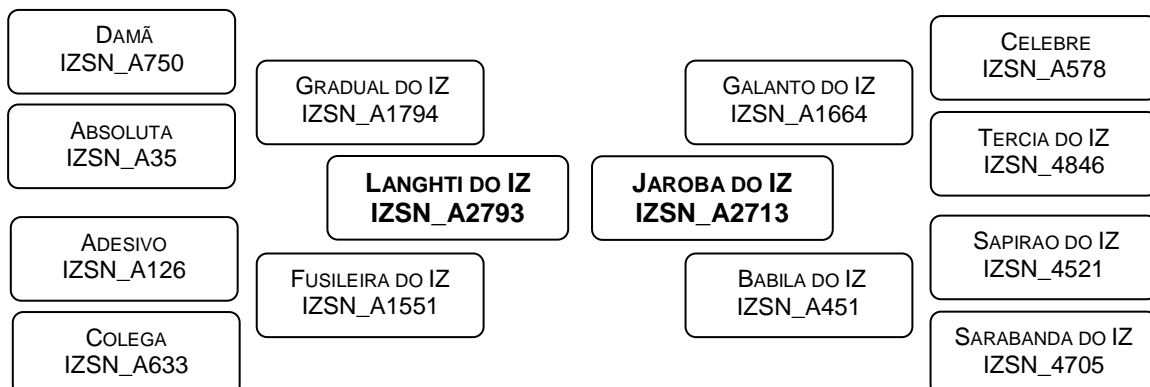 DAMÃ
IZSN_A750
ABSOLUTA
IZSN_A35
ADESIVO
IZSN_A126
COLEGA
IZSN_A633
GRADUAL DO IZ
IZSN_A1794
FUSILEIRA DO IZ
IZSN_A1551
LANGHTI DO IZ
IZSN_A2793
JAROBA DO IZ
IZSN_A2713
GALANTO DO IZ
IZSN_A1664
BABILA DO IZ
IZSN_A451
CELEBRE
IZSN_A578
TERCIA DO IZ
IZSN_4846
SAPIRAO DO IZ
IZSN_4521
SARABANDA DO IZ
IZSN_4705